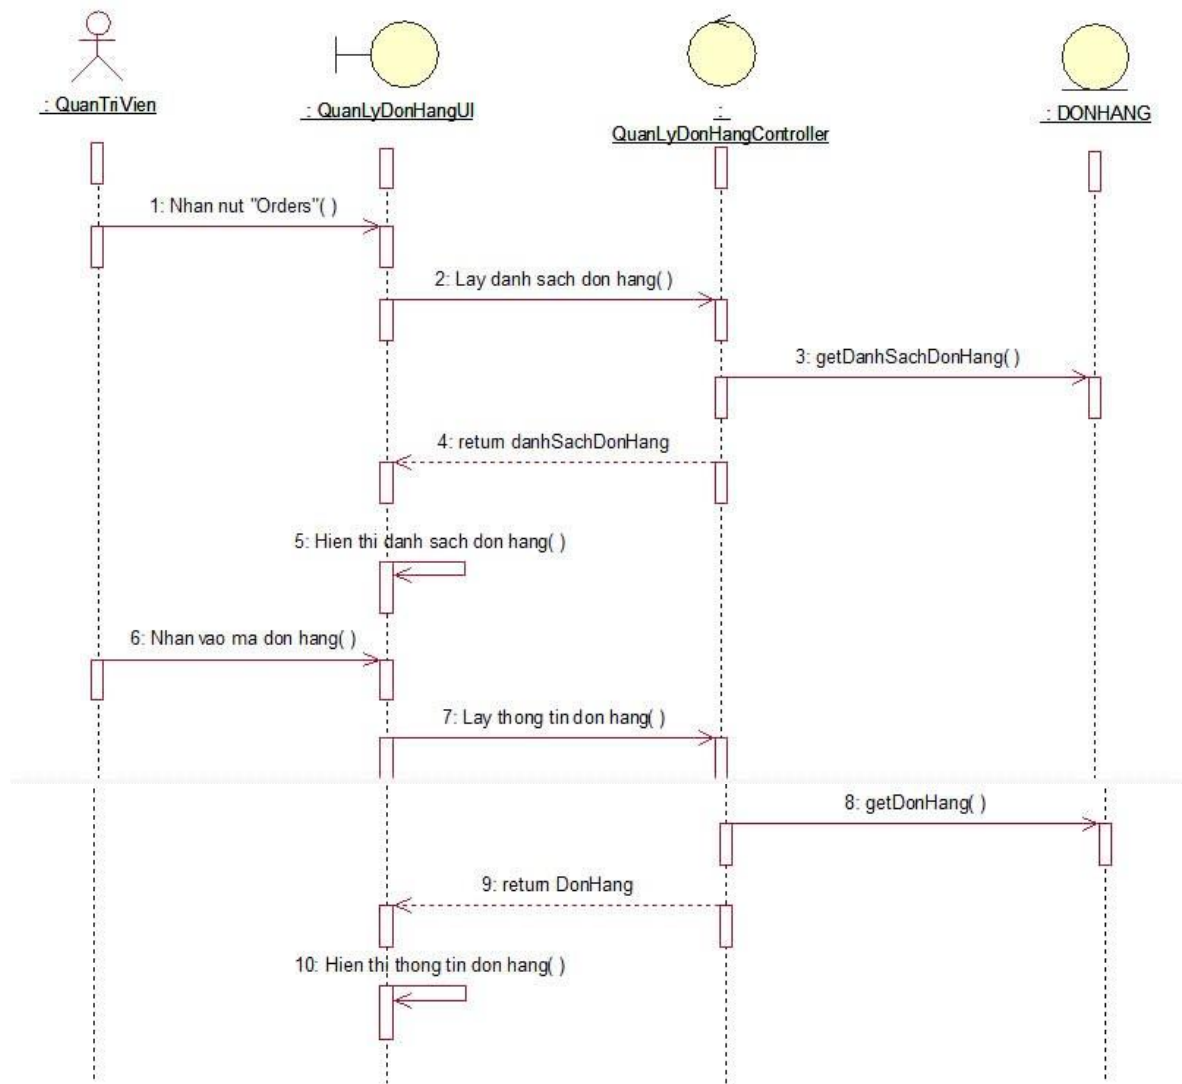 : QuanTriVien
: QuanLyDonHangUI
:
QuanLyDonHangController
: DONHANG
1: Nhan nut "Orders"( )
2: Lay danh sach don hang( )
3: getDanhSachDonHang( )
4: return danhSachDonHang
5: Hien thi danh sach don hang( )
6: Nhan vao ma don hang( )
7: Lay thong tin don hang( )
8: getDonHang( )
9: return DonHang
10: Hien thi thong tin don hang( )